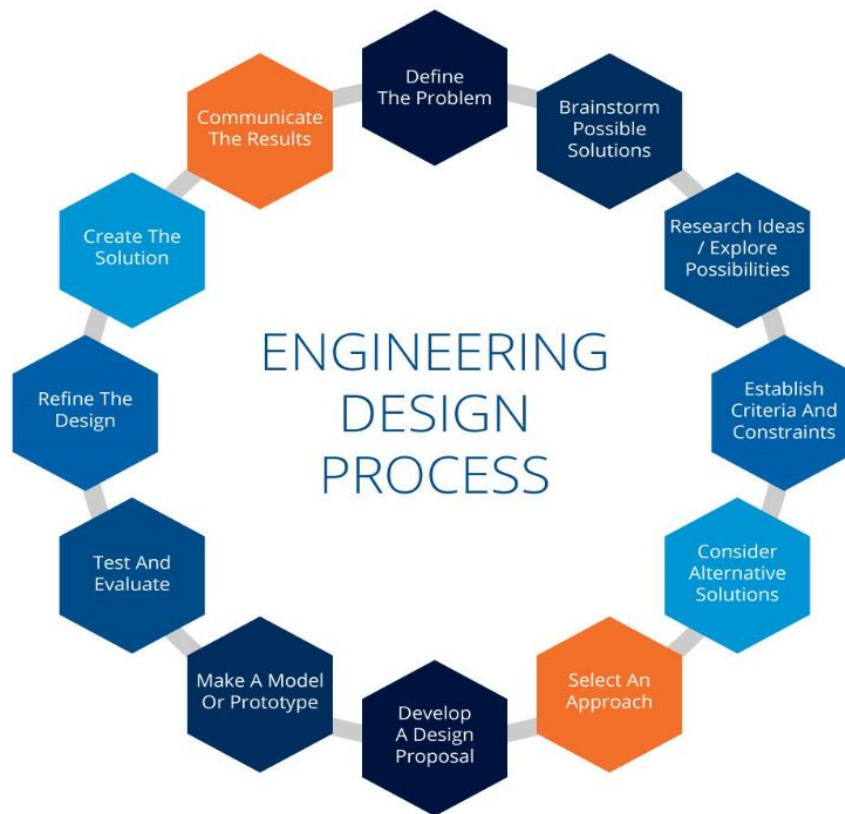 ENGINEERING
DESIGN
PROCESS
Define
The Problem
Brainstorm
Possible
Solutions
Research Ideas
/ Explore
Possibilities
Establish
Criteria And
Constraints
Consider
Alternative
Solutions
Select An
Approach
Develop
A Design
Proposal
Make A Model
Or Prototype
Test And
Evaluate
Refine The
Design
Create The
Solution
Communicate
The Results